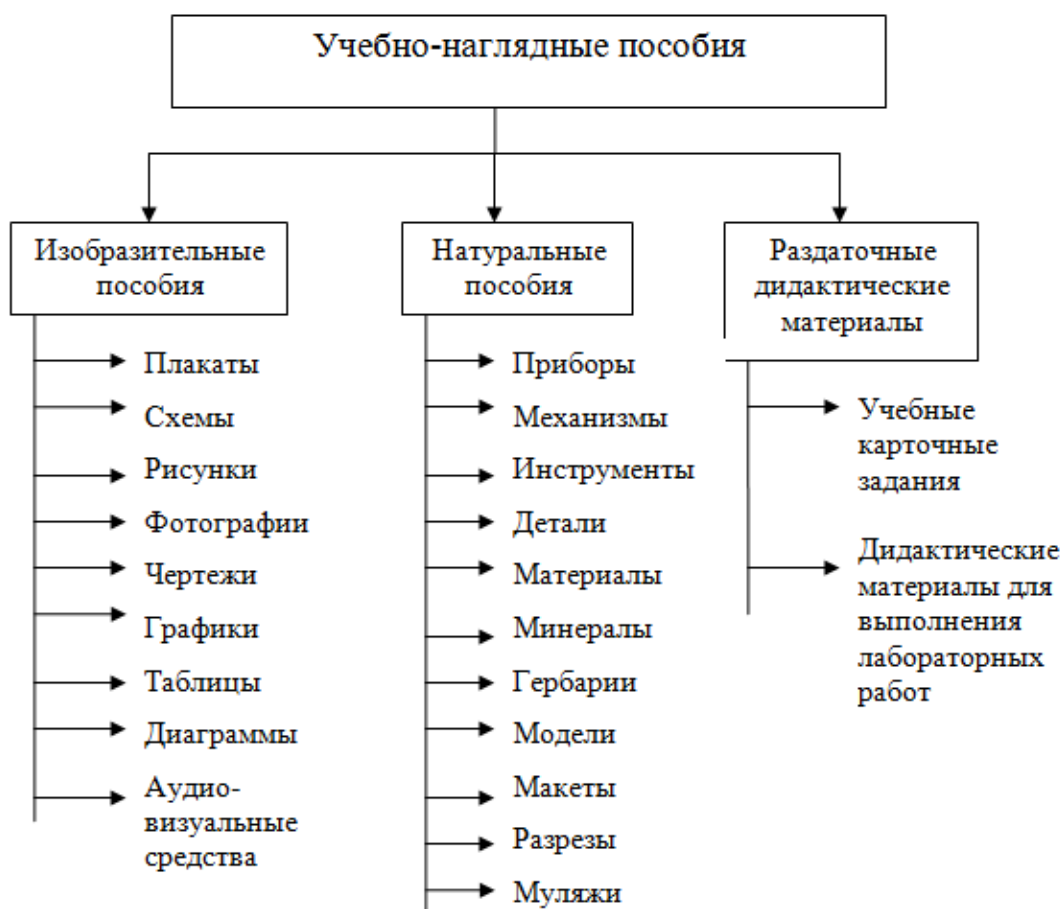 Учебно-наглядные пособия
Изобразительные
пособия
Плакаты
Схемы
Рисунки
Фотографии
Чертежи
Графики
Таблицы
Диаграммы
Аудио-
визуальные
средства
Натуральные
пособия
Приборы
Механизмы
Инструменты
Детали
Материалы
Минералы
Гербарии
Модели
Макеты
Разрезы
Муляжи
Раздаточные
дидактические
материалы
Учебные
карточные
задания
Дидактические
материалы для
выполнения
лабораторных
работ